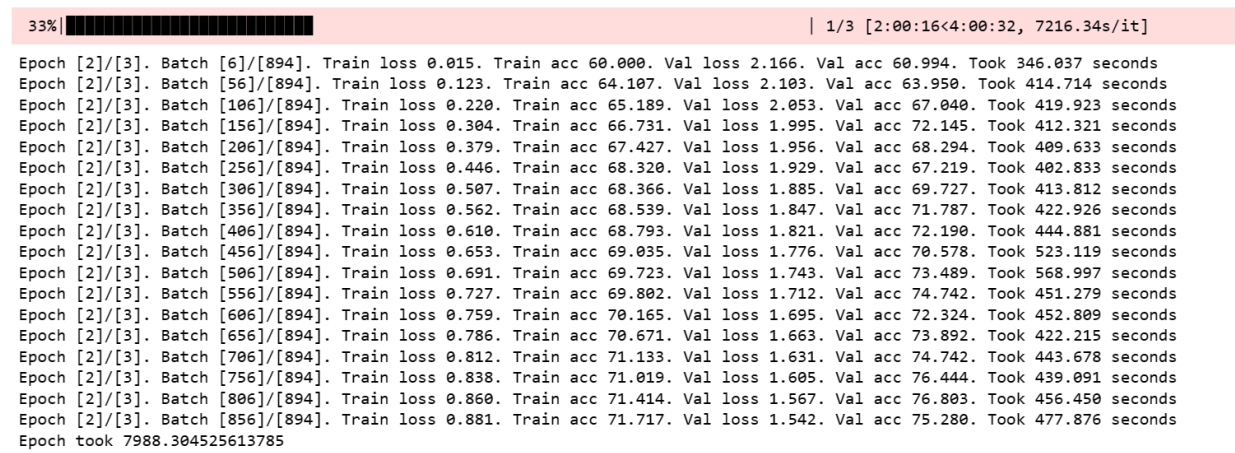 33%|█████████████████████████ | 1/3 [2:00:16<4:00:32, 7216.34s/it]
Epoch [2]/[3]. Batch [6]/[894]. Train loss 0.015. Train acc 60.000. Val loss 2.166. Val acc 60.994. Took 346.037 seconds
Epoch [2]/[3]. Batch [56]/[894]. Train loss 0.123. Train acc 64.107. Val loss 2.103. Val acc 63.950. Took 414.714 seconds
Epoch [2]/[3]. Batch [106]/[894]. Train loss 0.220. Train acc 65.189. Val loss 2.053. Val acc 67.040. Took 419.923 seconds
Epoch [2]/[3]. Batch [156]/[894]. Train loss 0.304. Train acc 66.731. Val loss 1.995. Val acc 72.145. Took 412.321 seconds
Epoch [2]/[3]. Batch [206]/[894]. Train loss 0.379. Train acc 67.427. Val loss 1.956. Val acc 68.294. Took 409.633 seconds
Epoch [2]/[3]. Batch [256]/[894]. Train loss 0.446. Train acc 68.320. Val loss 1.929. Val acc 67.219. Took 402.833 seconds
Epoch [2]/[3]. Batch [306]/[894]. Train loss 0.507. Train acc 68.366. Val loss 1.885. Val acc 69.727. Took 413.812 seconds
Epoch [2]/[3]. Batch [356]/[894]. Train loss 0.562. Train acc 68.539. Val loss 1.847. Val acc 71.787. Took 422.926 seconds
Epoch [2]/[3]. Batch [406]/[894]. Train loss 0.610. Train acc 68.793. Val loss 1.821. Val acc 72.190. Took 444.881 seconds
Epoch [2]/[3]. Batch [456]/[894]. Train loss 0.653. Train acc 69.035. Val loss 1.776. Val acc 70.578. Took 523.119 seconds
Epoch [2]/[3]. Batch [506]/[894]. Train loss 0.691. Train acc 69.723. Val loss 1.743. Val acc 73.489. Took 568.997 seconds
Epoch [2]/[3]. Batch [556]/[894]. Train loss 0.727. Train acc 69.802. Val loss 1.712. Val acc 74.742. Took 451.279 seconds
Epoch [2]/[3]. Batch [606]/[894]. Train loss 0.759. Train acc 70.165. Val loss 1.695. Val acc 72.324. Took 452.809 seconds
Epoch [2]/[3]. Batch [656]/[894]. Train loss 0.786. Train acc 70.671. Val loss 1.663. Val acc 73.892. Took 422.215 seconds
Epoch [2]/[3]. Batch [706]/[894]. Train loss 0.812. Train acc 71.133. Val loss 1.631. Val acc 74.742. Took 443.678 seconds
Epoch [2]/[3]. Batch [756]/[894]. Train loss 0.838. Train acc 71.019. Val loss 1.605. Val acc 76.444. Took 439.091 seconds
Epoch [2]/[3]. Batch [806]/[894]. Train loss 0.860. Train acc 71.414. Val loss 1.567. Val acc 76.803. Took 456.450 seconds
Epoch [2]/[3]. Batch [856]/[894]. Train loss 0.881. Train acc 71.717. Val loss 1.542. Val acc 75.280. Took 477.876 seconds
Epoch took 7988.304525613785